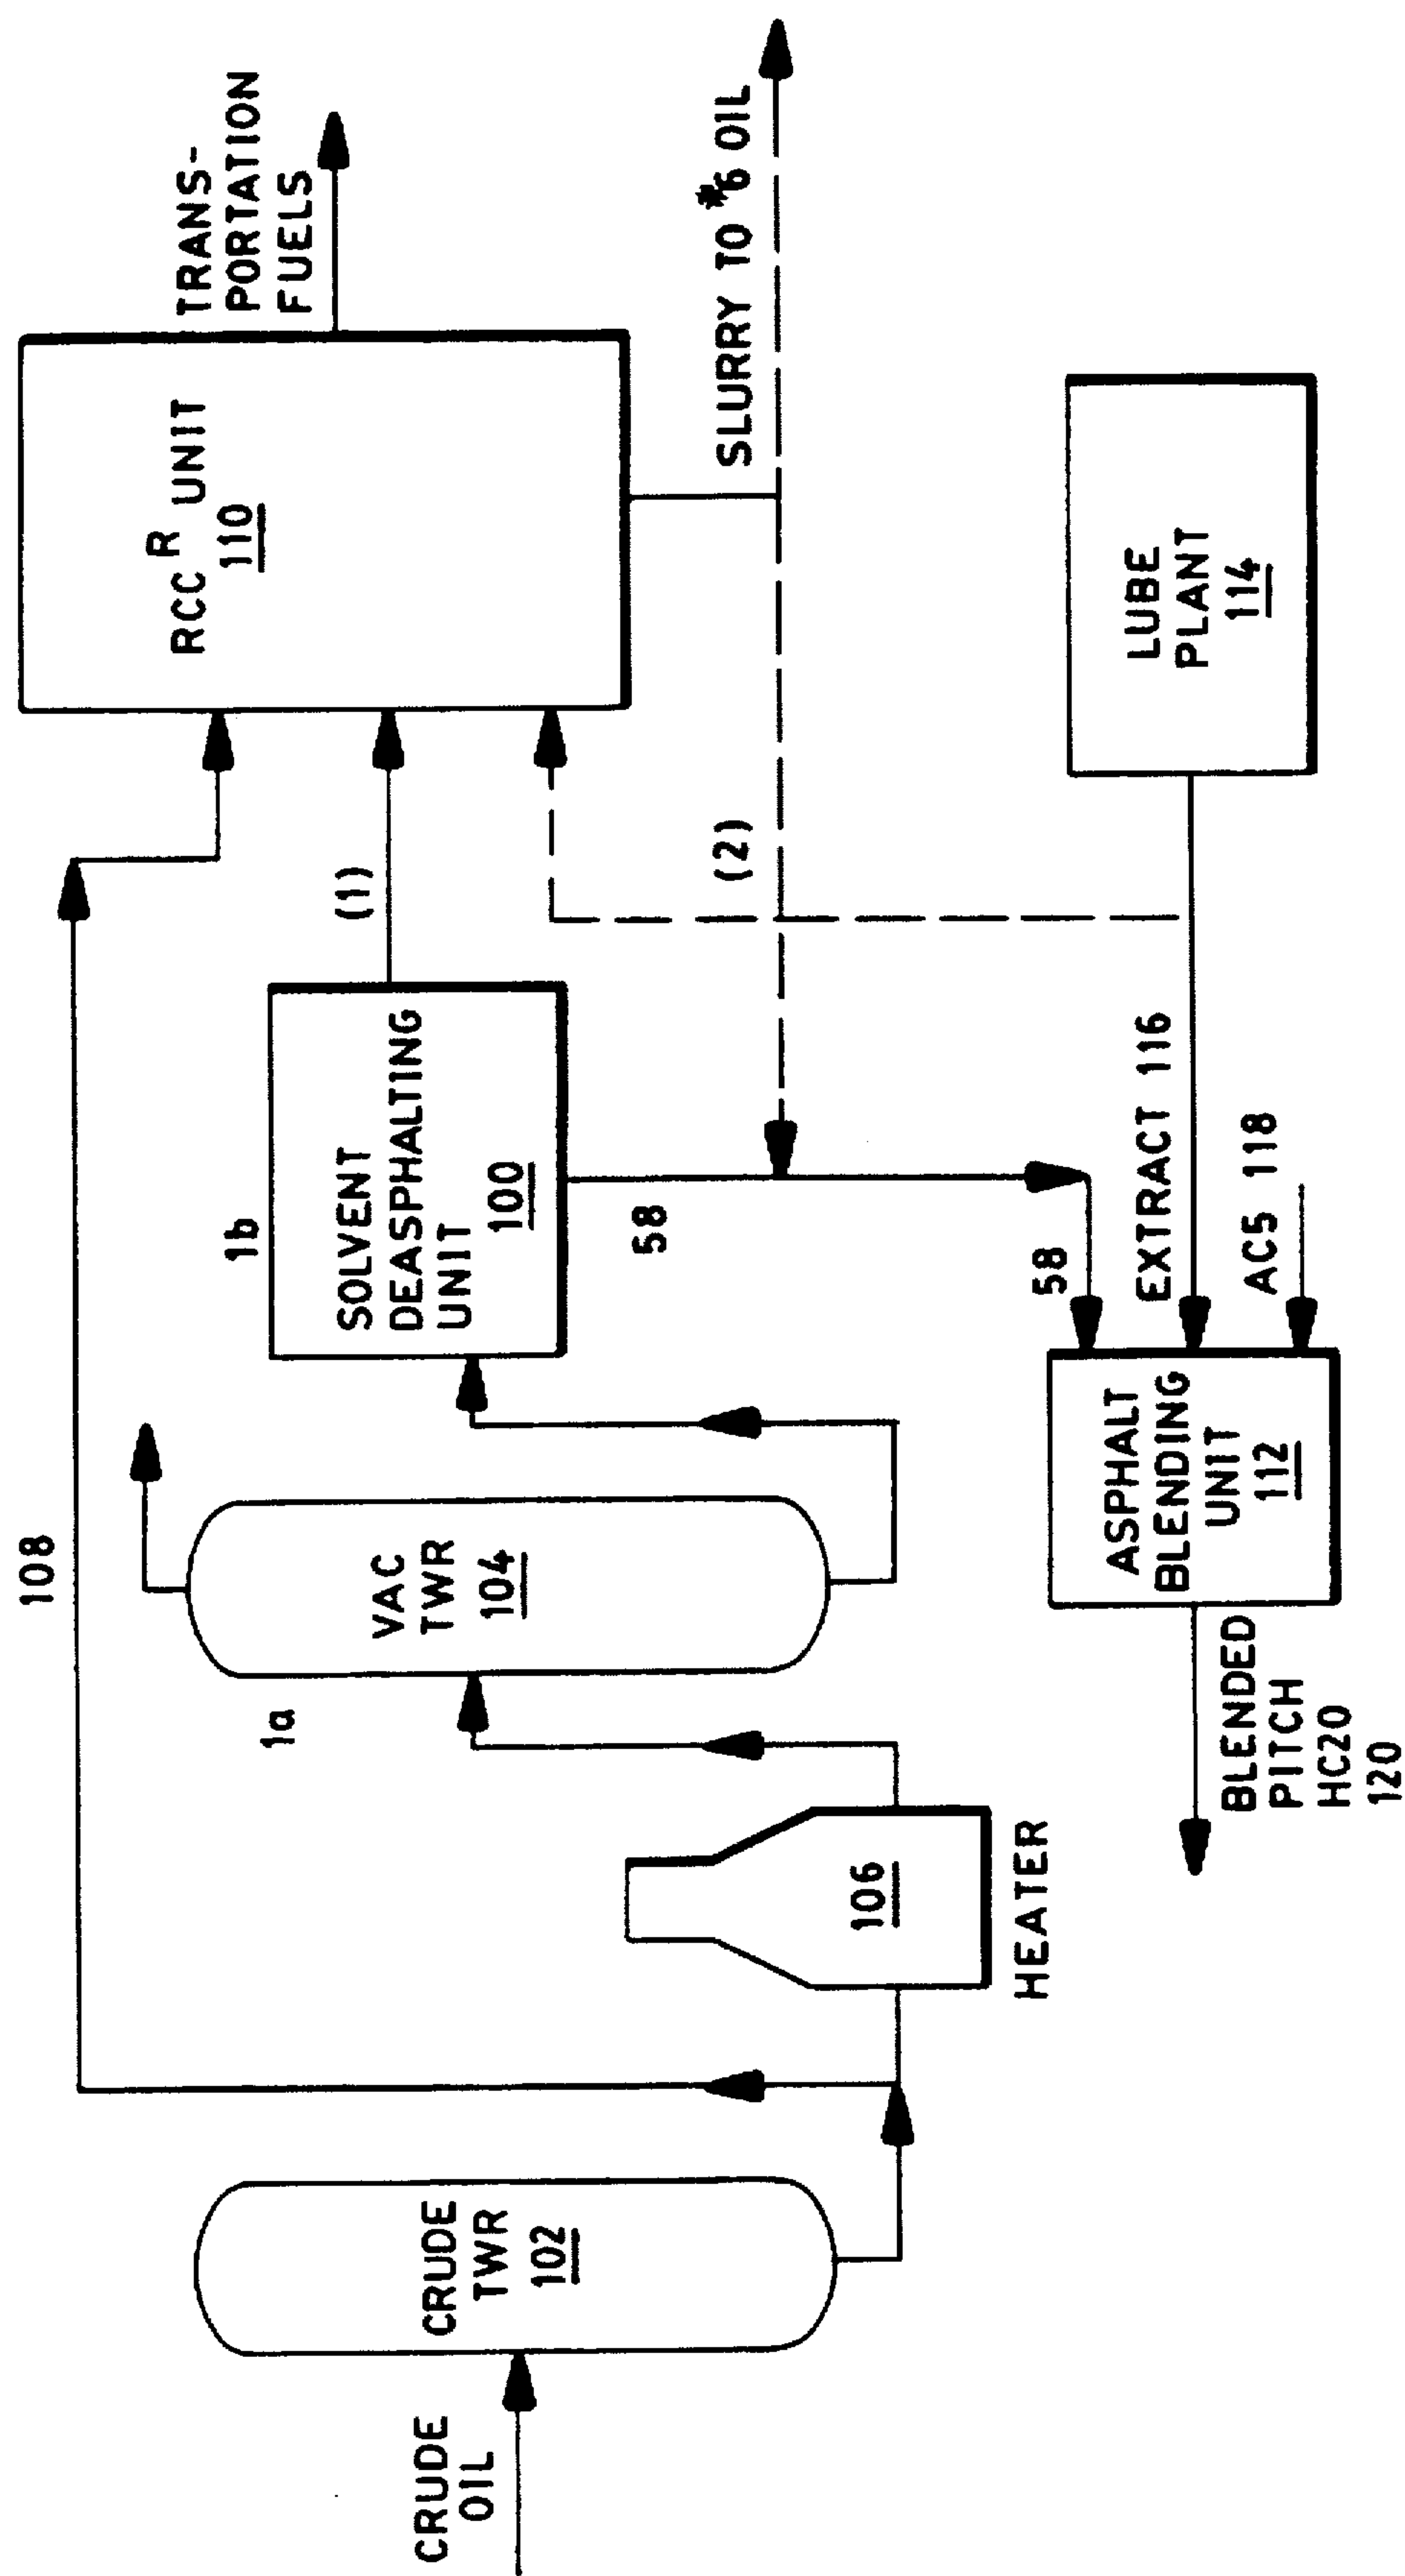 CRUDE
OIL
CRUDE
TWR
102
108
HEATER
106
1a
VAC
TWR
104
1b
SOLVENT
DEASPHALTING
UNIT
100
(1)
58
RCC R UNIT
110
TRANS-
PORTATION
FUELS
(2)
SLURRY TO #6 OIL
58
EXTRACT 116
AC5 118
LUBE
PLANT
114
ASPHALT
BLENDING
UNIT
112
BLENDED
PITCH
HC20
120